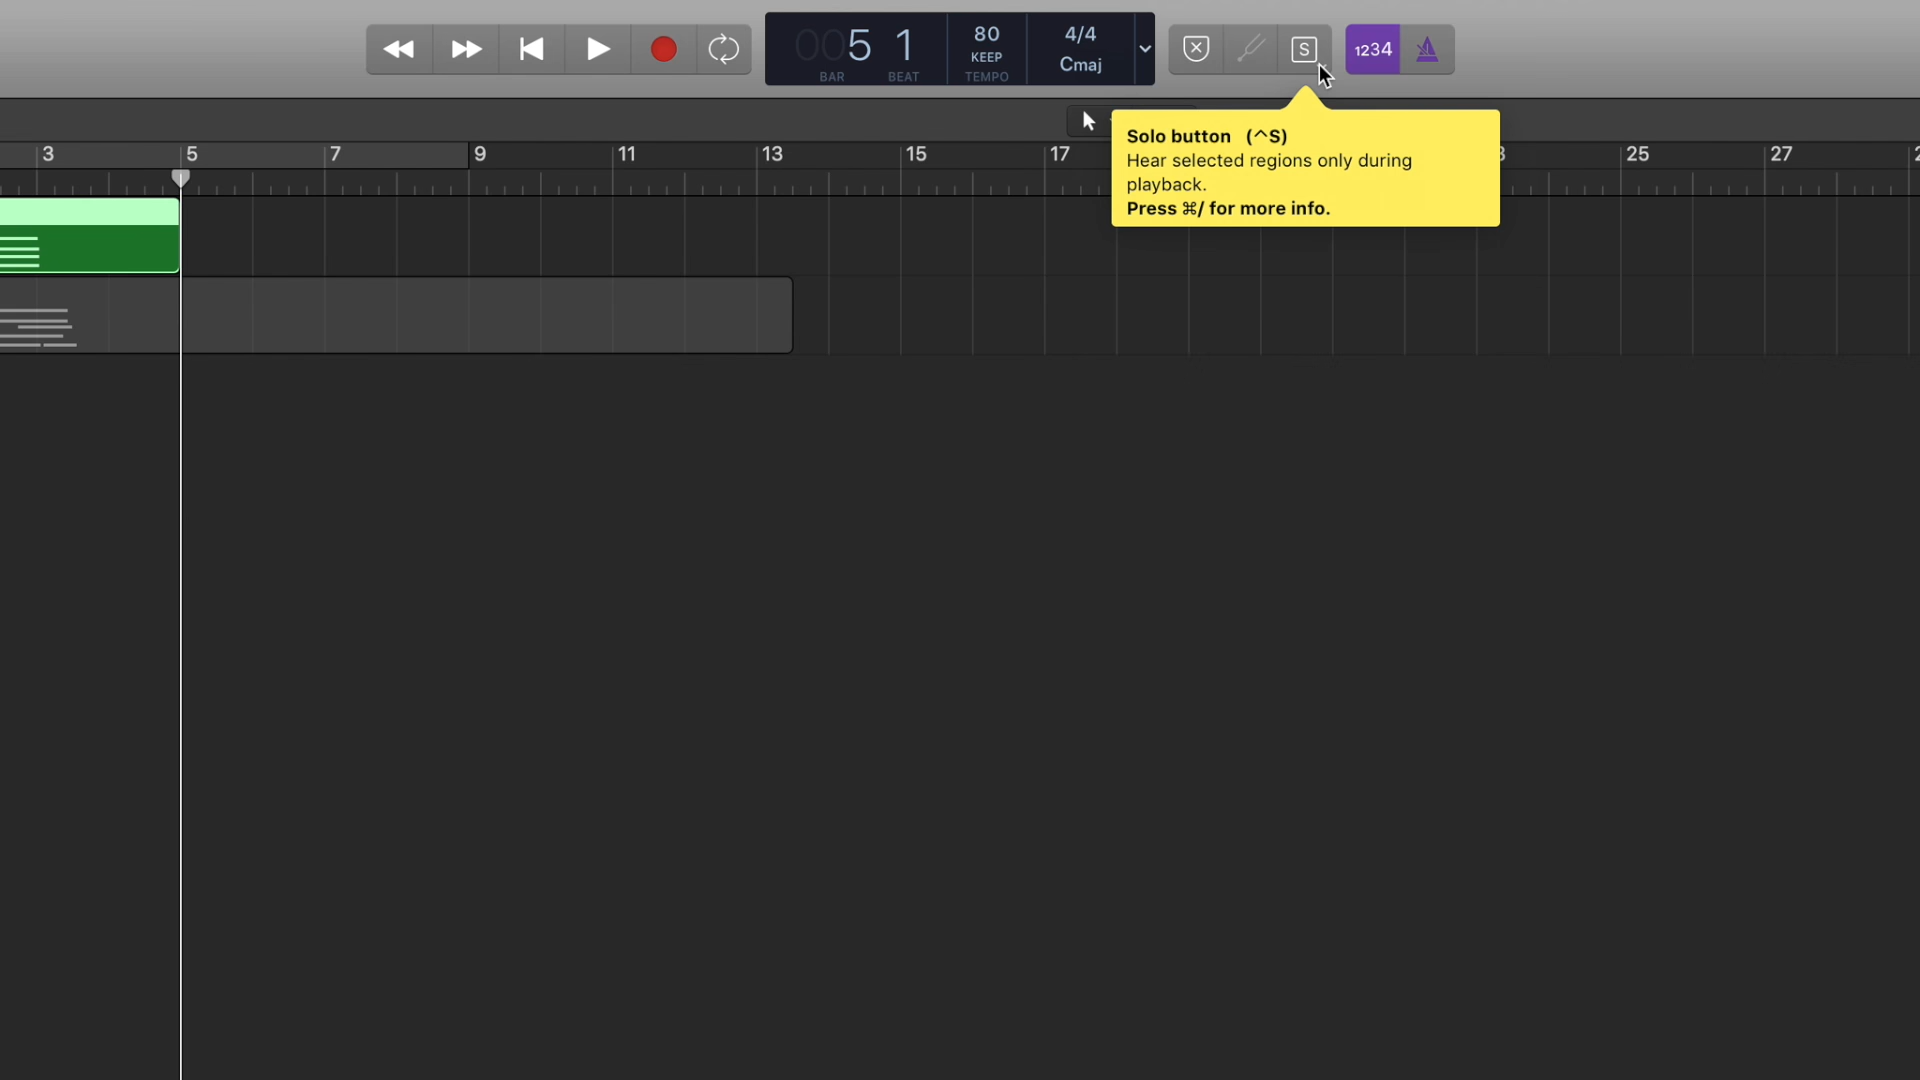 005 1
BAR BEAT
80
KEEP
TEMPO
4/4
Cmaj
S
1234
3 5 7 9 11 13 15 17 25 27
Solo button (^S)
Hear selected regions only during
playback.
Press ⌘/ for more info.